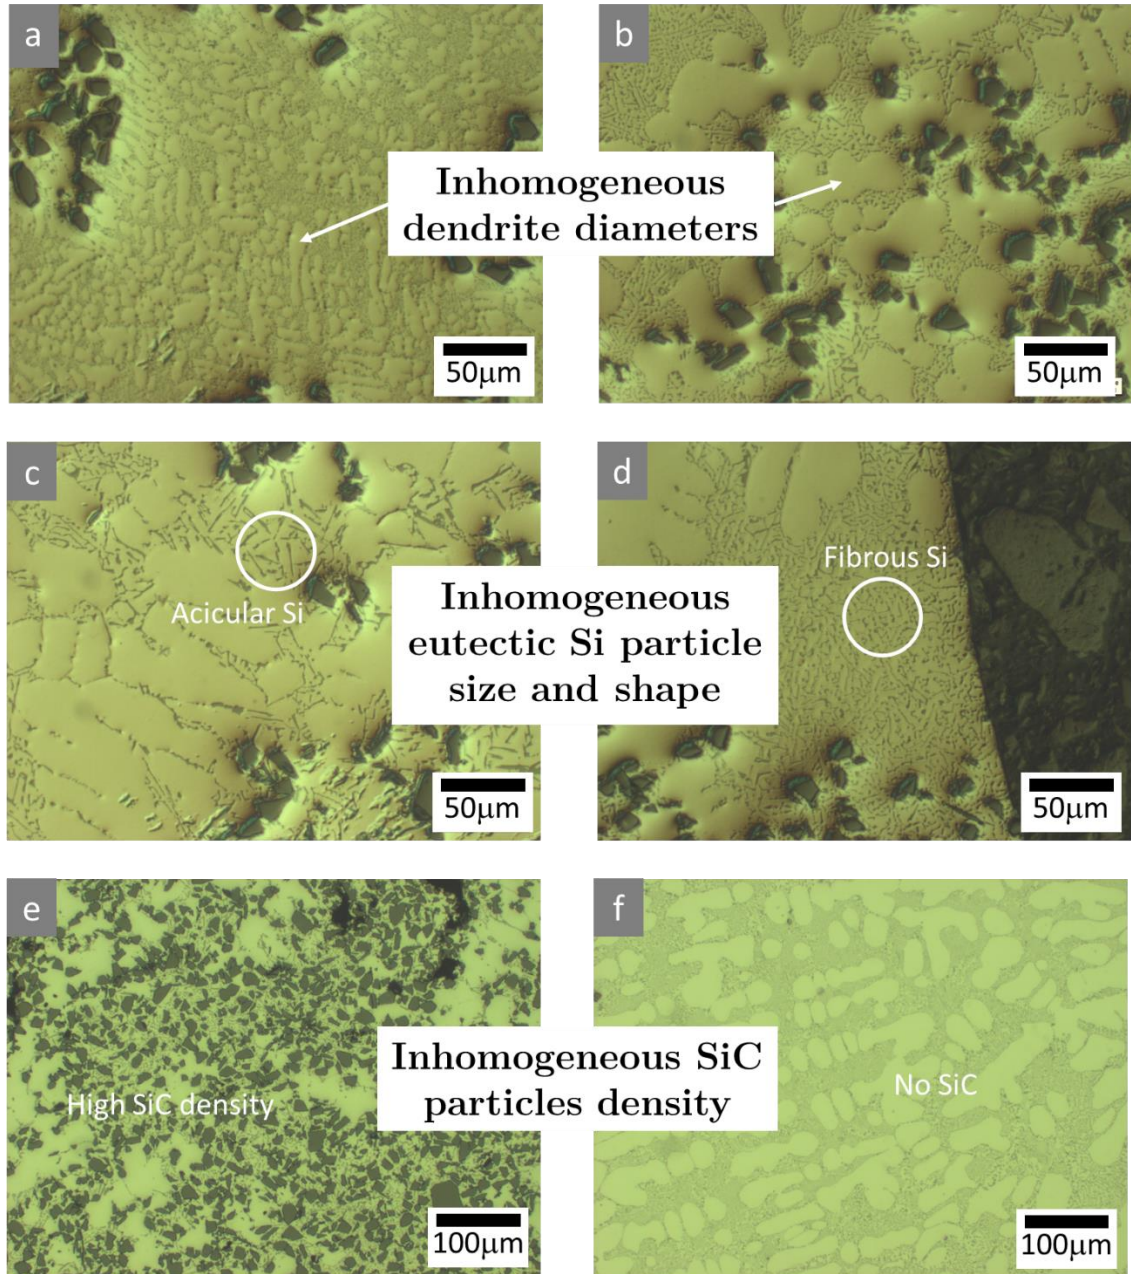 a
b
Inhomogeneous
dendrite diameters
50μm
50μm
c
d
Acicular Si
Fibrous Si
Inhomogeneous
eutectic Si particle
size and shape
50μm
50μm
e
f
High SiC density
Inhomogeneous SiC
particles density
No SiC
100μm
100μm